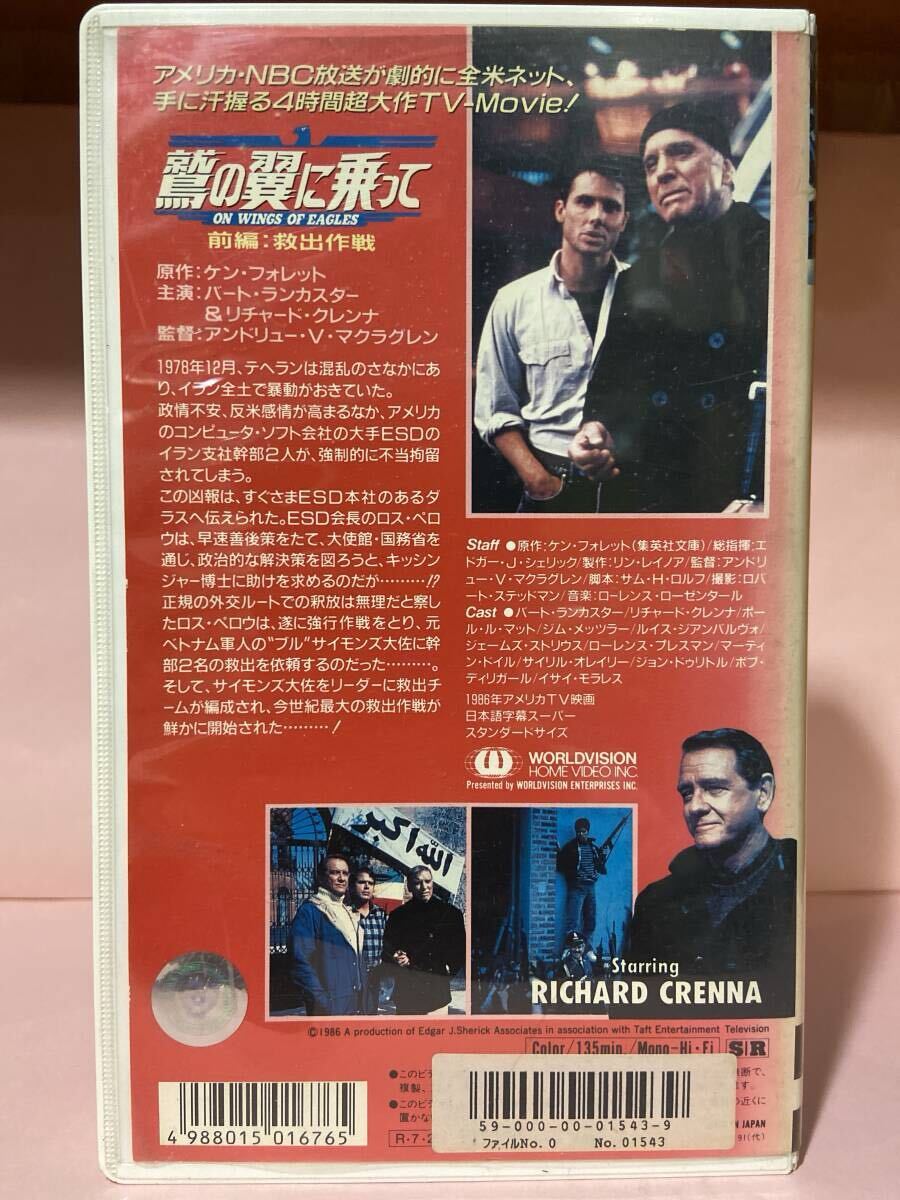 アメリカ・NBC放送が劇的に全米ネット、
手に汗握る4時間超大作TV-Movie!
鷲の翼に乗って
ON WINGS OF EAGLES
前編:救出作戦
原作:ケン・フォレット
主演:バート・ランカスター
&リチャード・クレンナ
監督:アンドリュー・V・マクラグレン
1978年12月、テヘランは混乱のさなかにあ
り、イラン全土で暴動がおきていた。
政情不安、反米感情が高まるなか、アメリカ
のコンピュータ・ソフト会社の大手ESDの
イラン支社幹部2人が、強制的に不当拘留
されてしまう。
この凶報は、すぐさまESD本社のあるダ
ラスへ伝えられた。ESD会長のロス・ペロ
ウは、早速善後策をたて、大使館・国務省を
通じ、政治的な解決策を図ろうと、キッシン
ジャー博士に助けを求めるのだが………!?
正規の外交ルートでの釈放は無理だと察し
たロス・ペロウは、遂に強行作戦をとり、元
ベトナム軍人の“ブル”サイモンズ大佐に幹
部2名の救出を依頼するのだった………。
そして、サイモンズ大佐をリーダーに救出チ
ームが編成され、今世紀最大の救出作戦が
鮮かに開始された………!
Staff ●原作:ケン・フォレット(集英社文庫)/総指揮:エ
ドガー・J・シェリック/製作:リン・レイノア/監督:アンドリ
ュー・V・マクラグレン/脚本:サム・H・ロルフ/撮影:ロバ
ート・ステッドマン/音楽:ローレンス・ローゼンタール
Cast ●バート・ランカスター/リチャード・クレンナ/ポー
ル・ル・マット/ジム・メッツラー/ルイス・ジアンバルヴォ/
ジェームズ・ストリウス/ローレンス・プレスマン/マーティ
ン・ドイル/サイリル・オレイリー/ジョン・ドゥリトル/ボブ・
ディリガール/イサイ・モラレス
1986年アメリカTV映画
日本語字幕スーパー
スタンダードサイズ
WORLDVISION
HOME VIDEO INC.
Presented by WORLDVISION ENTERPRISES INC.
الله اكبر
Starring
RICHARD CRENNA
©1986 A production of Edgar J.Sherick Associates in association with Taft Entertainment Television
Color/135min./Mono-Hi-Fi S/R
●このビデ
断で、
複製、
ます。
●このビデ
の近くに
置かな
IN JAPAN
91(代)
4 988015 016765
R-7-2
59-000-00-01543-9
ファイルNo. 0 No. 01543